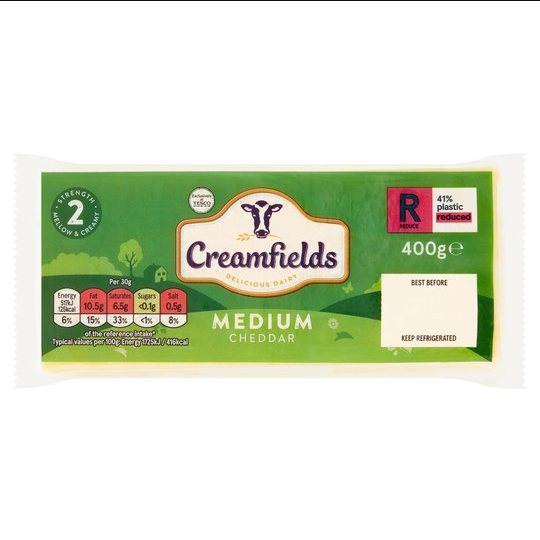 STRENGTH
2
MELLOW & CREAMY
Exclusively
at
TESCO
Creamfields
DELICIOUS DAIRY
MEDIUM
CHEDDAR
R
REDUCE
41%
plastic
reduced
400g℮
BEST BEFORE
KEEP REFRIGERATED
Per 30g
Energy Fat Saturates Sugars Salt
517kJ
125kcal 10.5g 6.5g <0.1g 0.5g
6% 15% 33% <1% 8%
of the reference intake*
Typical values per 100g: Energy 1725kJ / 416kcal